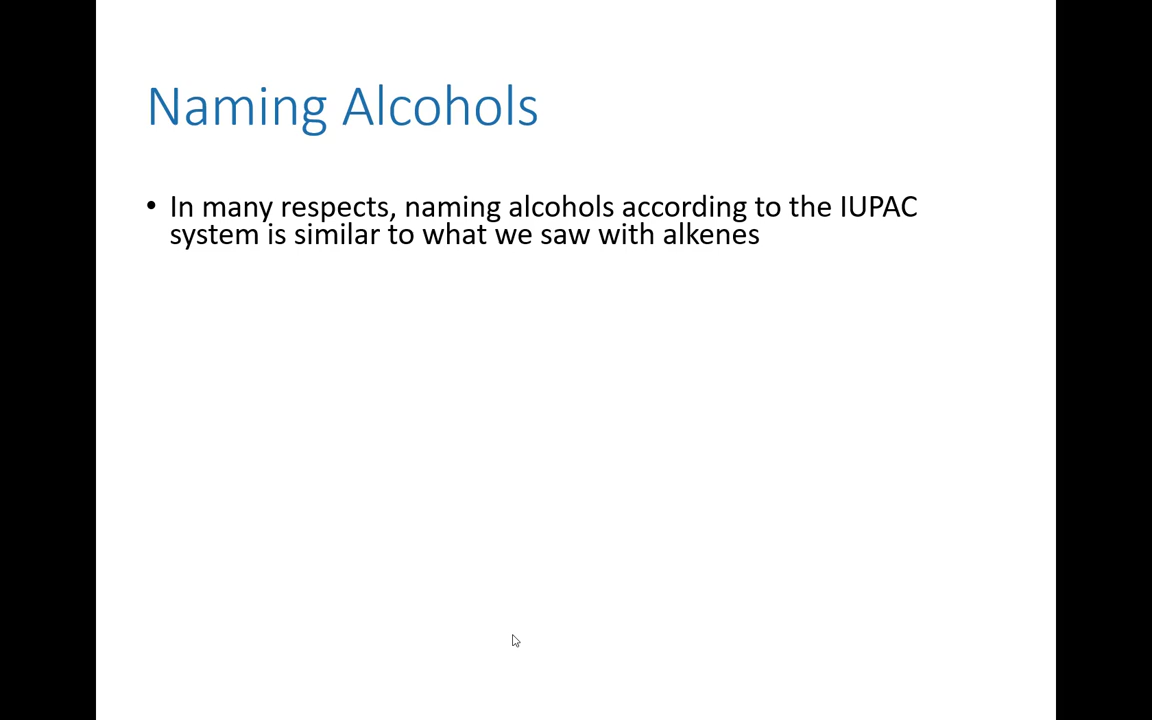 Naming Alcohols
• In many respects, naming alcohols according to the IUPAC
system is similar to what we saw with alkenes